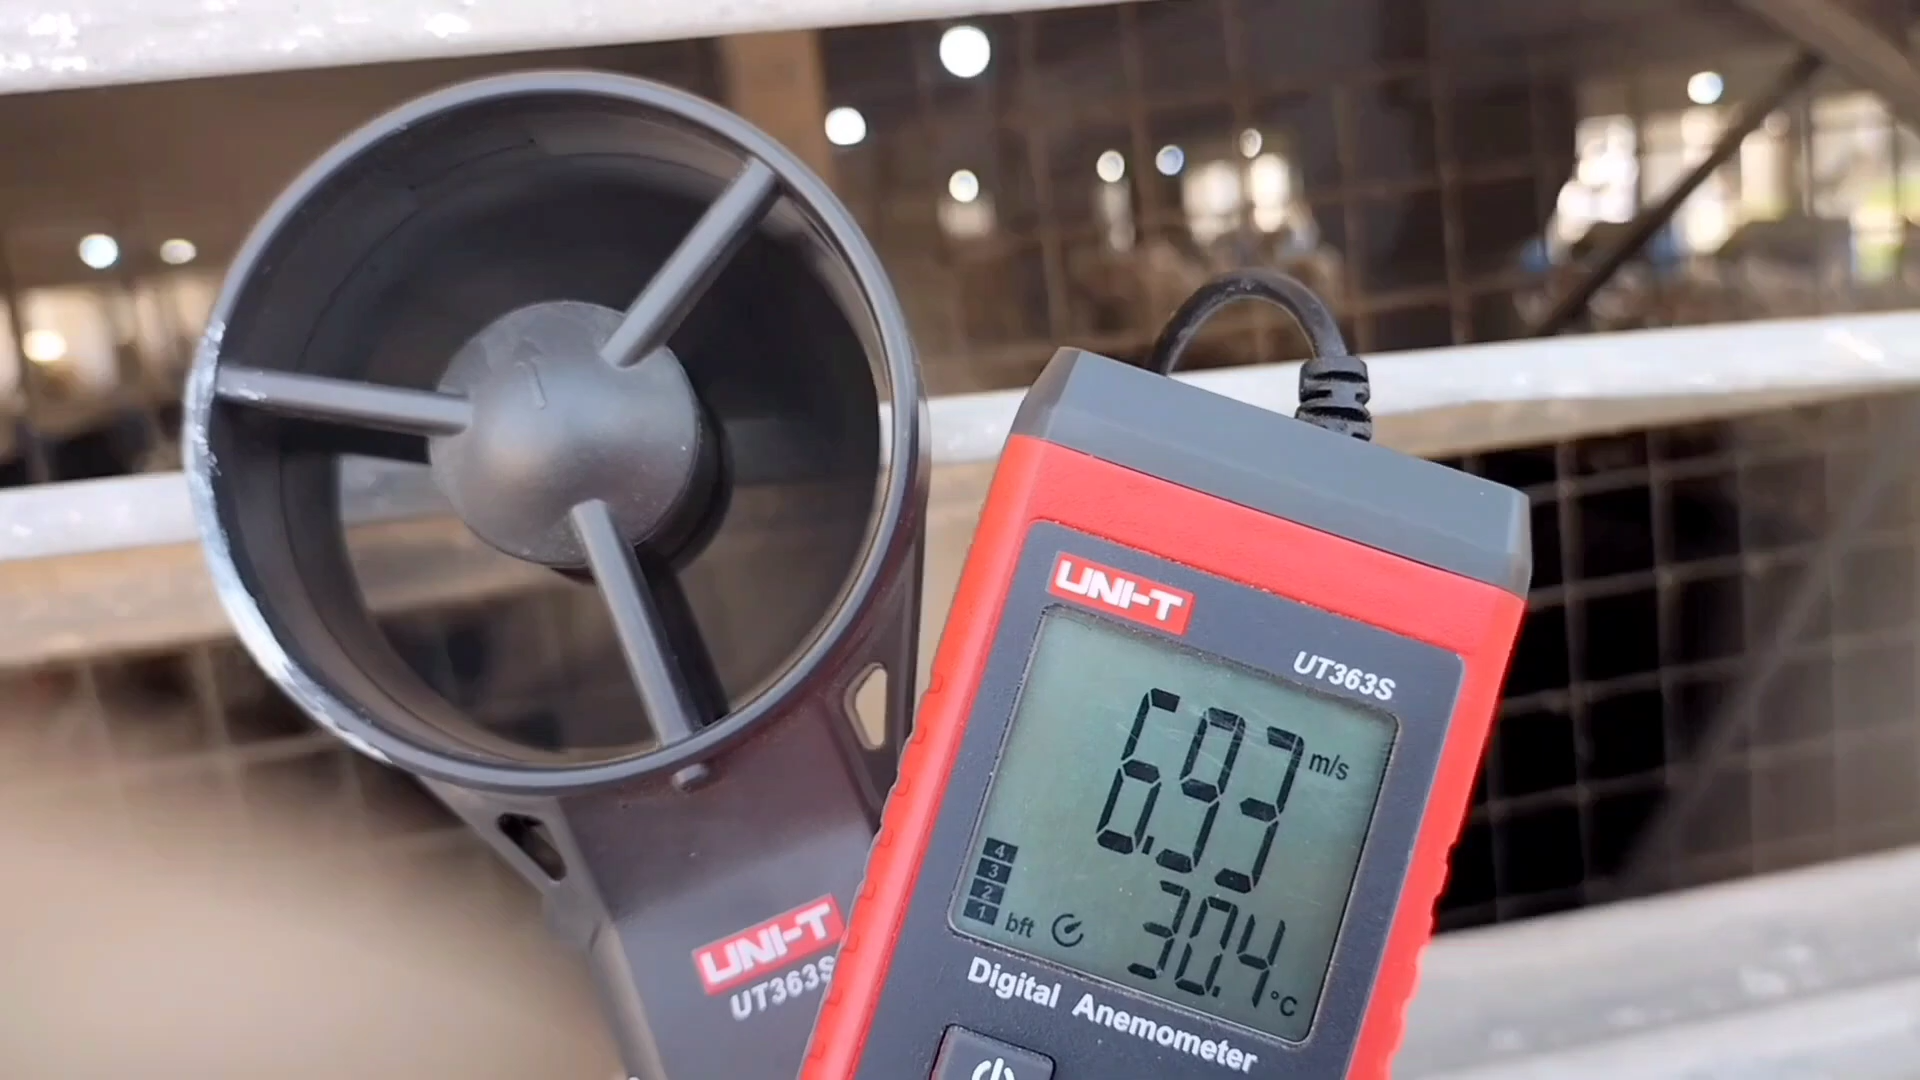 UNI-T
UT363S
6.93 m/s
4
3
2
1
bft
30.4 °C
Digital Anemometer
UNI-T
UT363S